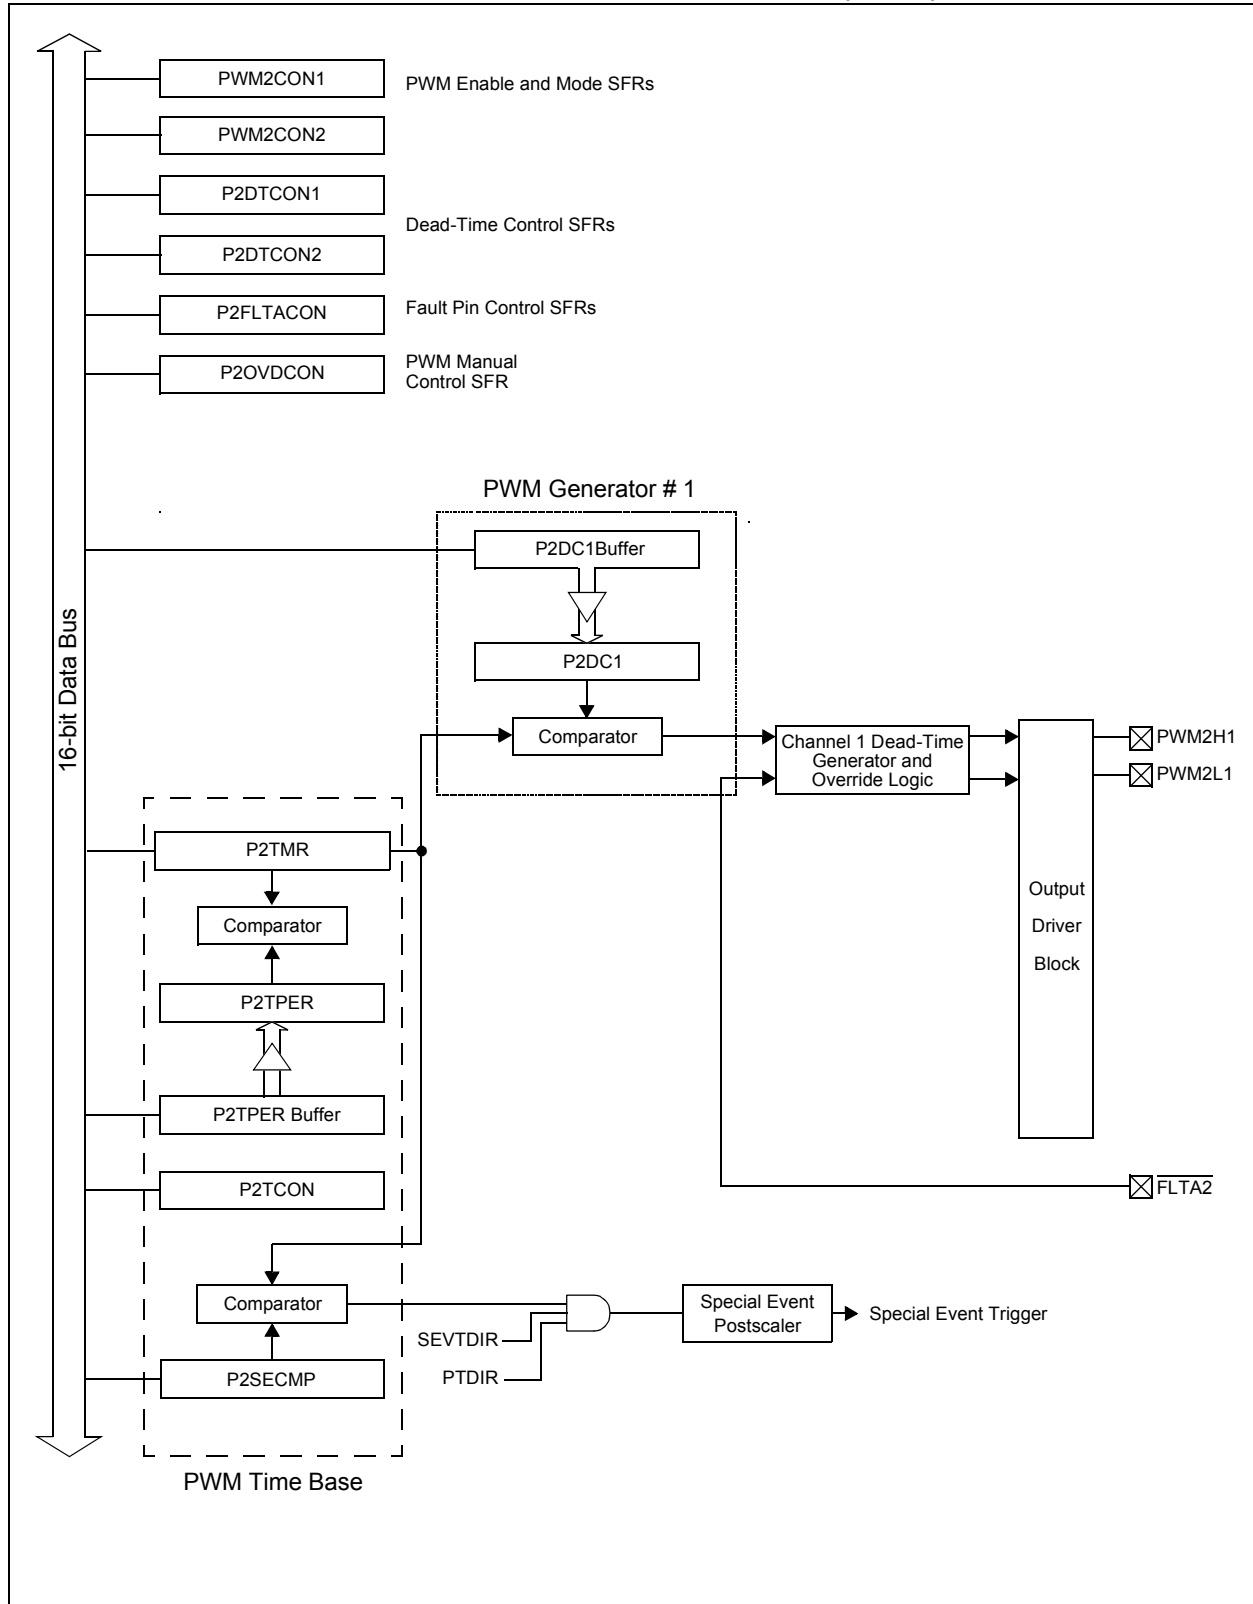 PWM2CON1
PWM Enable and Mode SFRs
PWM2CON2
P2DTCON1
Dead-Time Control SFRs
P2DTCON2
P2FLTACON
Fault Pin Control SFRs
P2OVDCON
PWM Manual
Control SFR
PWM Generator # 1
P2DC1Buffer
16-bit Data Bus
P2DC1
Comparator
Channel 1 Dead-Time
Generator and
Override Logic
PWM2H1
PWM2L1
P2TMR
Comparator
Output
Driver
Block
P2TPER
P2TPER Buffer
P2TCON
FLTA2
Comparator
SEVTDIR
PTDIR
Special Event
Postscaler
Special Event Trigger
P2SECMP
PWM Time Base